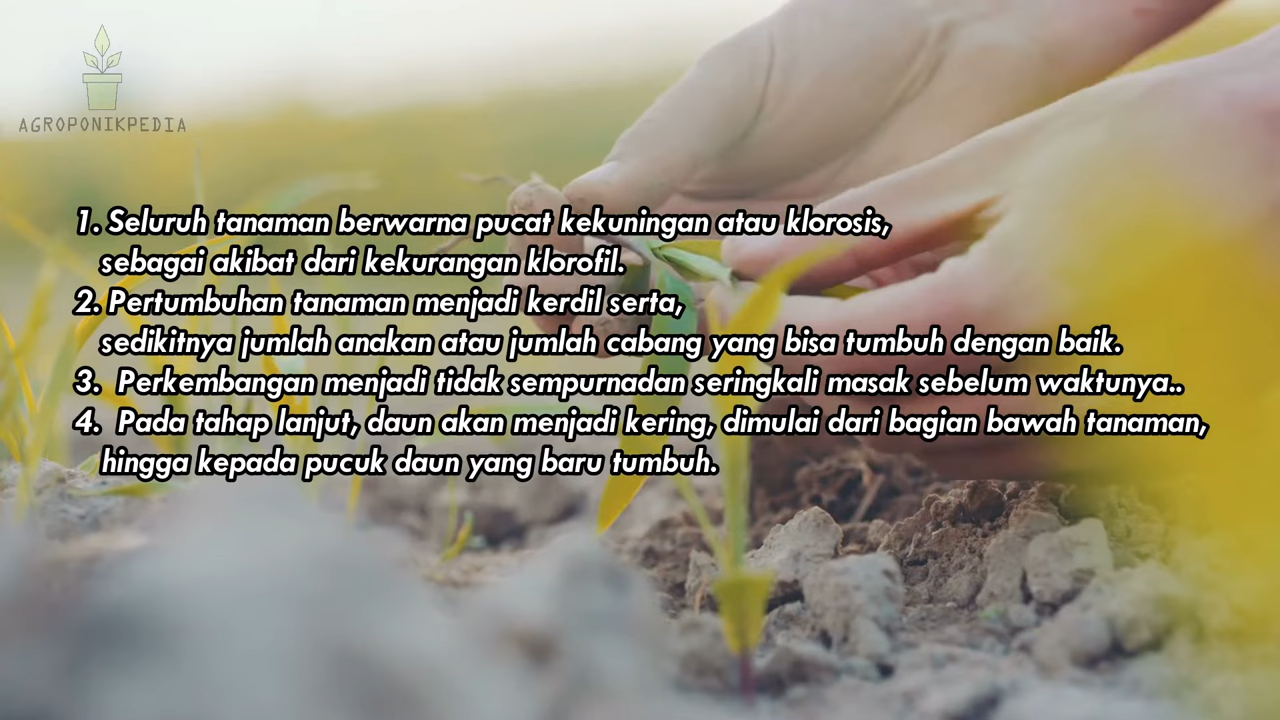 AGROPONIKPEDIA
1. Seluruh tanaman berwarna pucat kekuningan atau klorosis,
sebagai akibat dari kekurangan klorofil.
2. Pertumbuhan tanaman menjadi kerdil serta,
sedikitnya jumlah anakan atau jumlah cabang yang bisa tumbuh dengan baik.
3. Perkembangan menjadi tidak sempurnadan seringkali masak sebelum waktunya..
4. Pada tahap lanjut, daun akan menjadi kering, dimulai dari bagian bawah tanaman,
hingga kepada pucuk daun yang baru tumbuh.